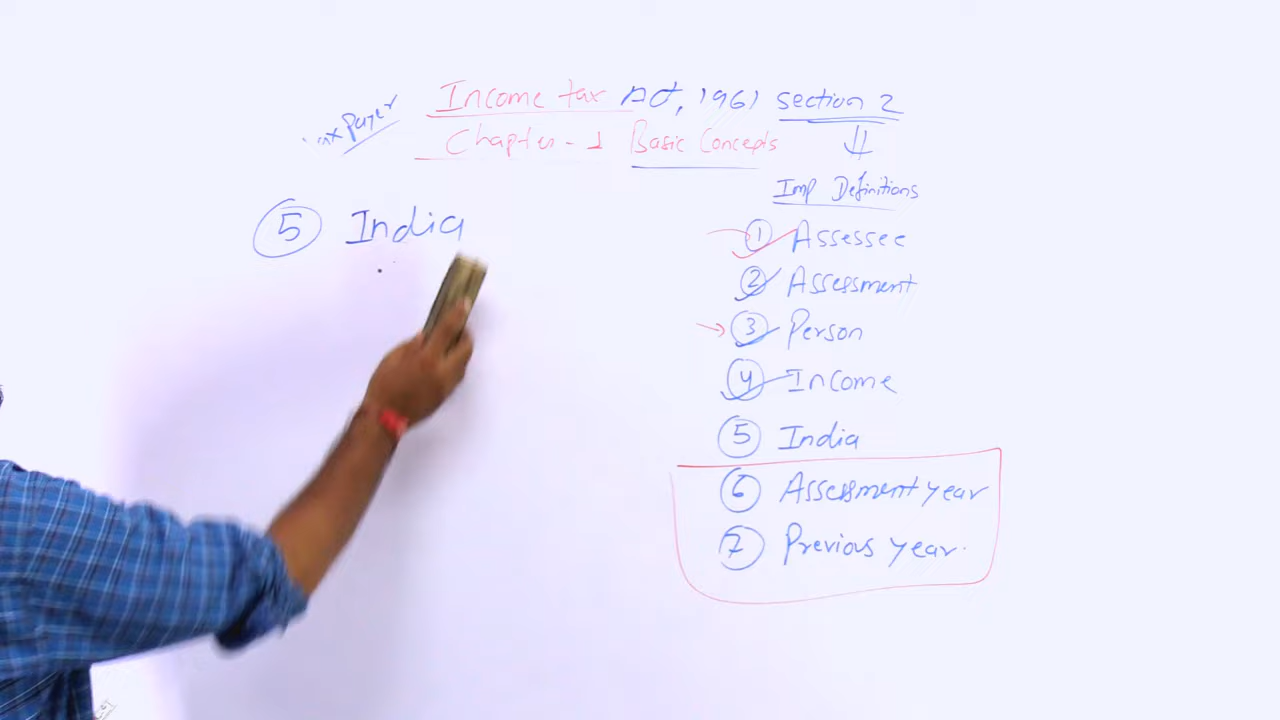 Income tax Act, 1961 section 2
Taxpayer
Chapter - 1 Basic Concepts
Imp Definitions
⑤ India
① Assessee
② Assessment
③ Person
④ Income
⑤ India
⑥ Assessment year
⑦ Previous year.